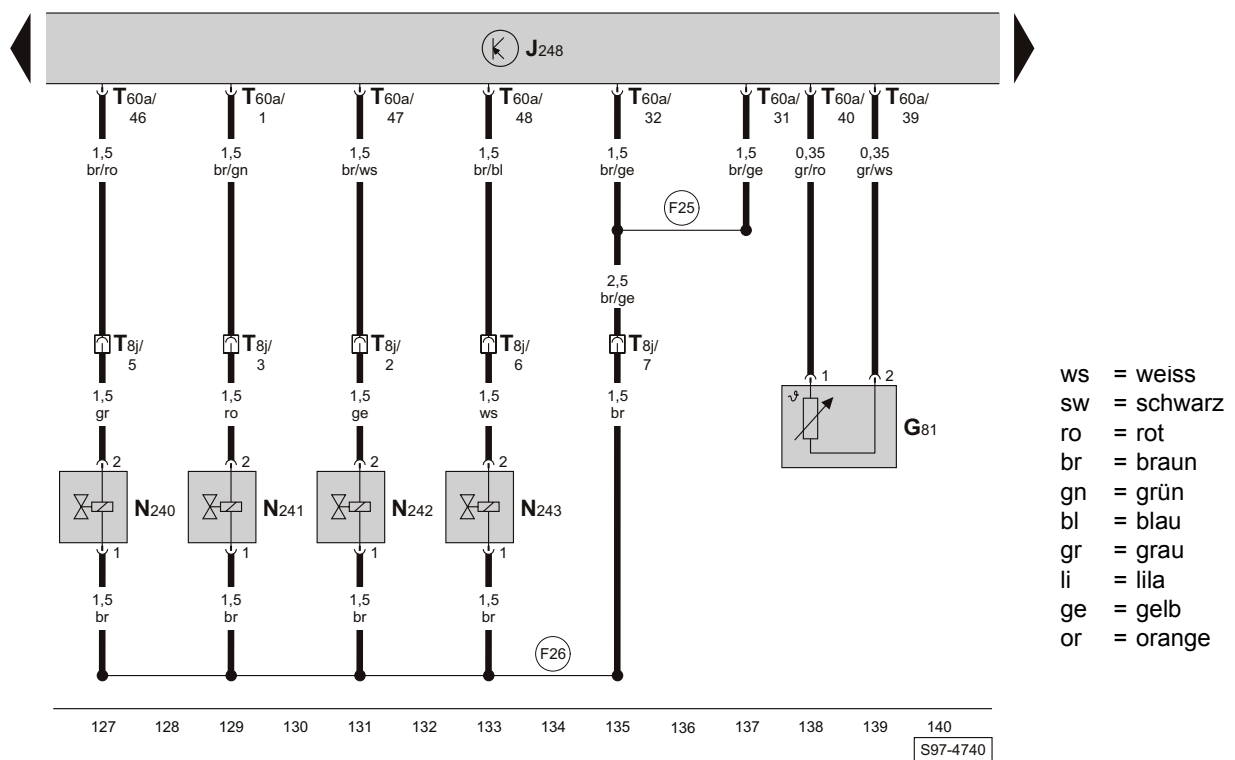 J248
T60a/ T60a/ T60a/ T60a/ T60a/ T60a/ T60a/ T60a/
46 1 47 48 32 31 40 39
1,5 1,5 1,5 1,5 1,5 1,5 0,35 0,35
br/ro br/gn br/ws br/bl br/ge br/ge gr/ro gr/ws
F25
2,5
br/ge
T8j/ T8j/ T8j/ T8j/ T8j/
5 3 2 6 7
1 2
1,5 1,5 1,5 1,5 1,5
gr ro ge ws br
ϑ
G81
2 2 2 2
N240 N241 N242 N243
1 1 1 1
1,5 1,5 1,5 1,5
br br br br
F26
127 128 129 130 131 132 133 134 135 136 137 138 139 140
S97-4740
ws = weiss
sw = schwarz
ro = rot
br = braun
gn = grün
bl = blau
gr = grau
li = lila
ge = gelb
or = orange